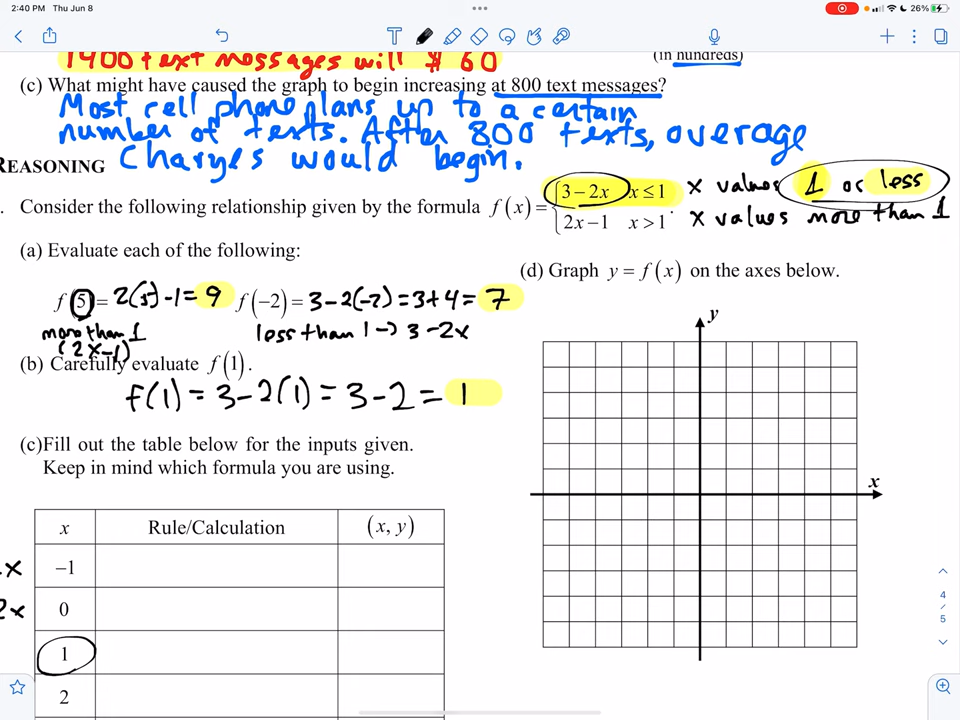 2:40 PM Thu Jun 8
26%
1400 text messages will $ 60
(in hundreds)
(c) What might have caused the graph to begin increasing at 800 text messages?
Most cell phone plans up to a certain
number of texts. After 800 texts, average
charges would begin.
REASONING
. Consider the following relationship given by the formula f(x) = { 3 − 2x x ≤ 1
2x − 1 x > 1 .
x values 1 or less
x values more than 1
(a) Evaluate each of the following:
f(5) = 2(5) - 1 = 9 f(−2) = 3 - 2(-2) = 3 + 4 = 7
more than 1
(2x-1)
less than 1 → 3 - 2x
(b) Carefully evaluate f(1).
f(1) = 3 - 2(1) = 3 - 2 = 1
(c)Fill out the table below for the inputs given.
Keep in mind which formula you are using.
x Rule/Calculation (x, y)
x −1
2x 0
1
2
(d) Graph y = f(x) on the axes below.
y
x
4
/
5